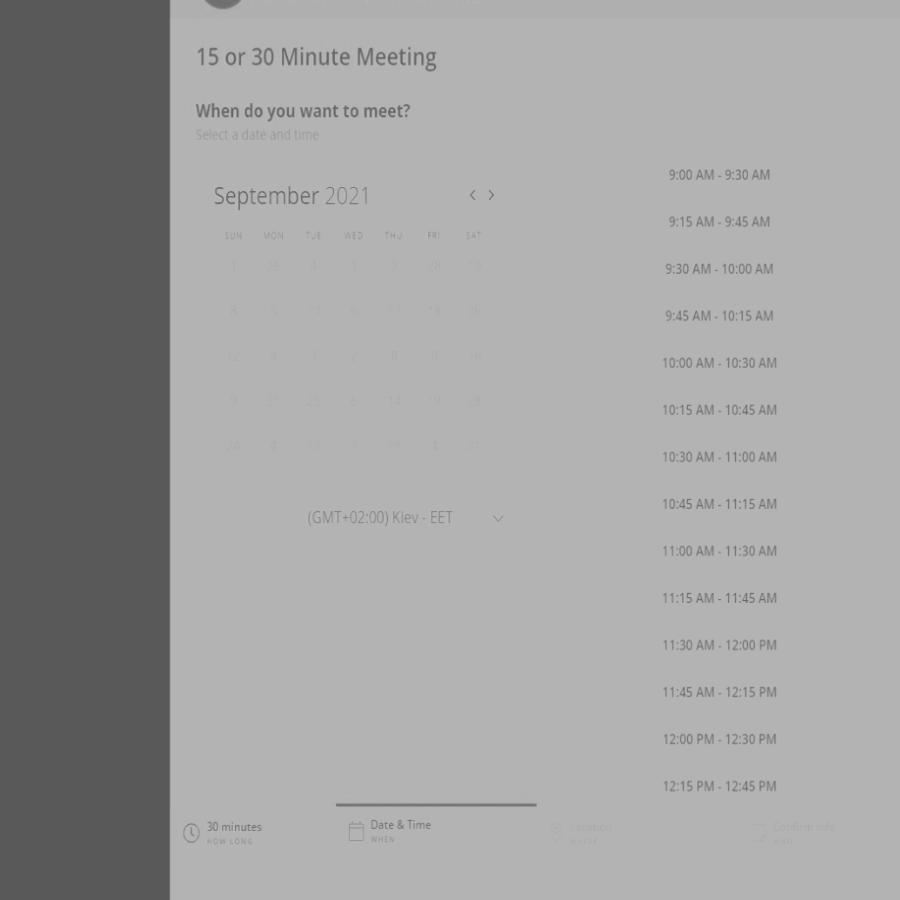 15 or 30 Minute Meeting
When do you want to meet?
Select a date and time
September 2021
SUN MON TUE WED THU FRI SAT
(GMT+02:00) Kiev - EET
9:00 AM - 9:30 AM
9:15 AM - 9:45 AM
9:30 AM - 10:00 AM
9:45 AM - 10:15 AM
10:00 AM - 10:30 AM
10:15 AM - 10:45 AM
10:30 AM - 11:00 AM
10:45 AM - 11:15 AM
11:00 AM - 11:30 AM
11:15 AM - 11:45 AM
11:30 AM - 12:00 PM
11:45 AM - 12:15 PM
12:00 PM - 12:30 PM
12:15 PM - 12:45 PM
30 minutes
HOW LONG
Date & Time
WHEN
Location
Confirm Info